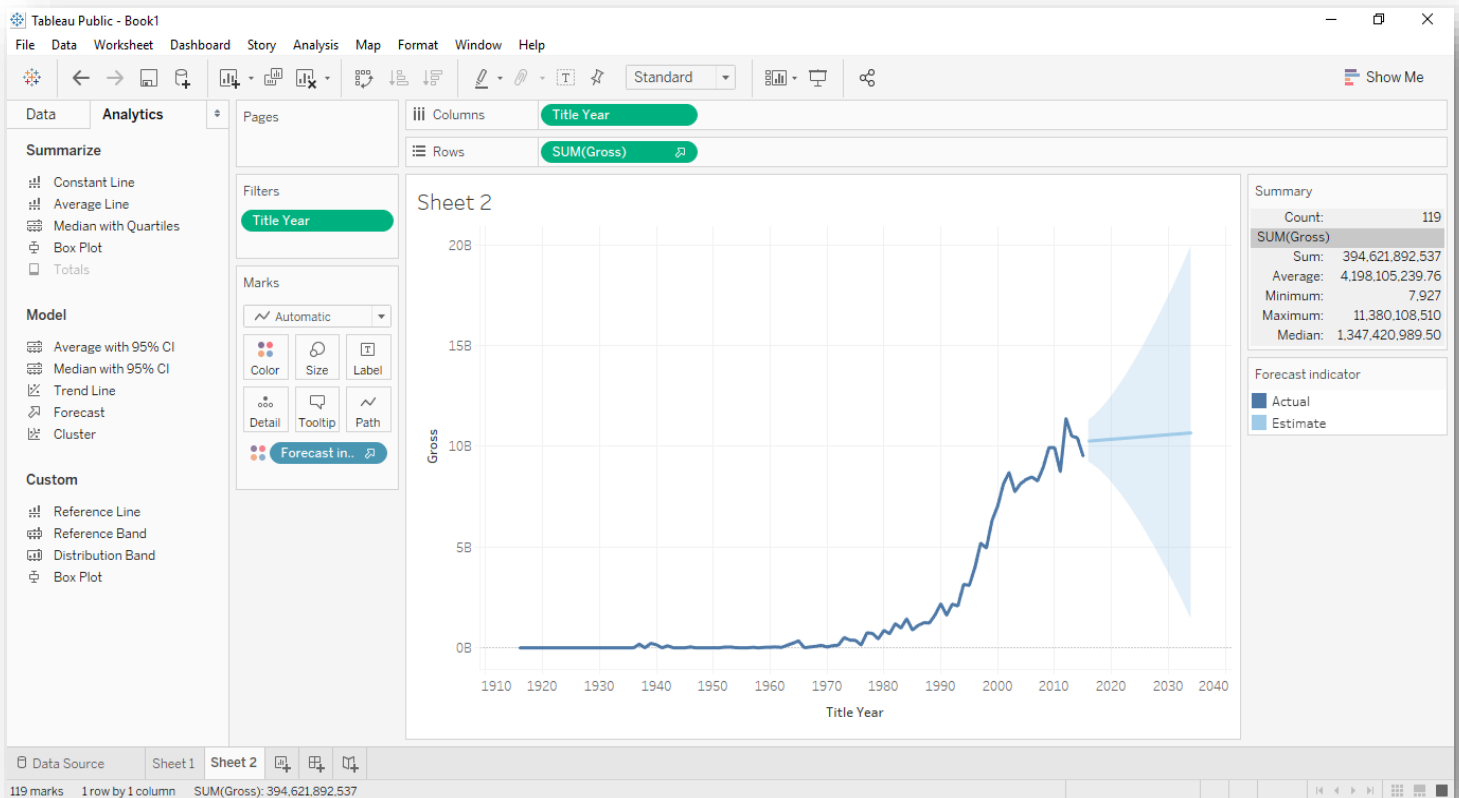 Tableau Public - Book1
File Data Worksheet Dashboard Story Analysis Map Format Window Help
Standard
Show Me
Data Analytics
Summarize
Constant Line
Average Line
Median with Quartiles
Box Plot
Totals
Model
Average with 95% CI
Median with 95% CI
Trend Line
Forecast
Cluster
Custom
Reference Line
Reference Band
Distribution Band
Box Plot
Pages
Filters
Title Year
Marks
Automatic
Color Size Label
T
Detail Tooltip Path
Forecast in..
Columns Title Year
Rows SUM(Gross)
Sheet 2
20B
15B
10B
5B
0B
Gross
1910 1920 1930 1940 1950 1960 1970 1980 1990 2000 2010 2020 2030 2040
Title Year
Summary
Count: 119
SUM(Gross)
Sum: 394,621,892,537
Average: 4,198,105,239.76
Minimum: 7,927
Maximum: 11,380,108,510
Median: 1,347,420,989.50
Forecast indicator
Actual
Estimate
Data Source Sheet 1 Sheet 2
119 marks 1 row by 1 column SUM(Gross): 394,621,892,537